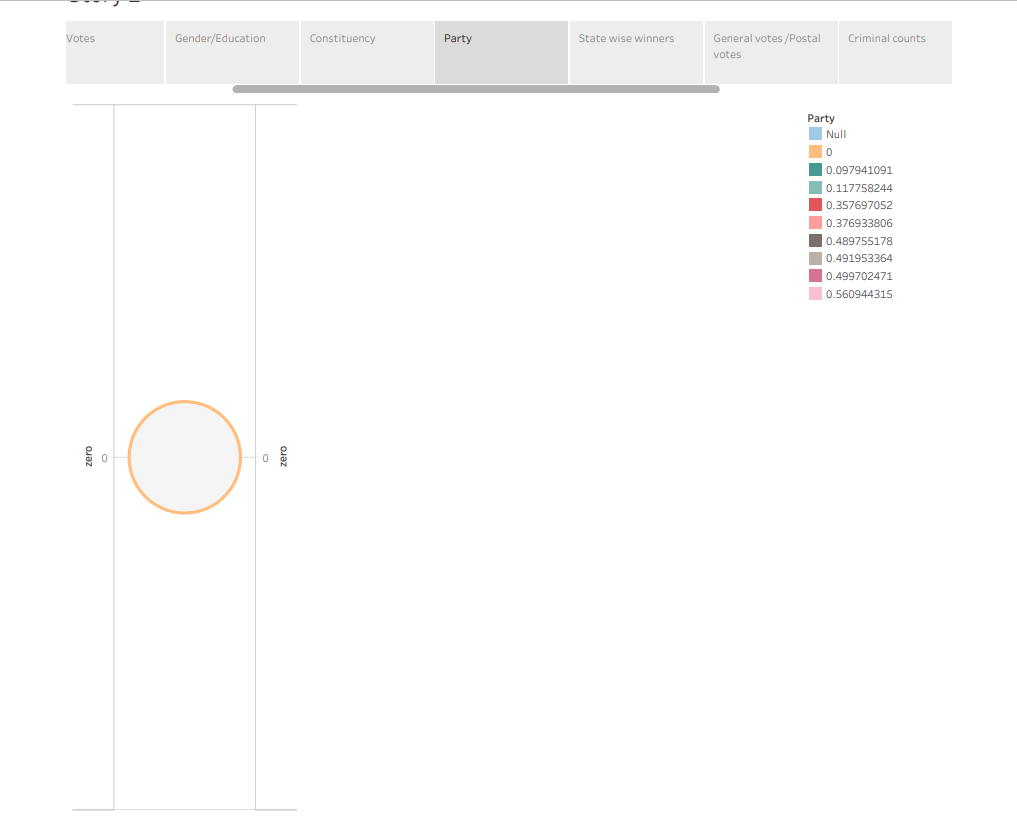 Votes
Gender/Education
Constituency
Party
State wise winners
General votes /Postal
votes
Criminal counts
Party
Null
0
0.097941091
0.117758244
0.357697052
0.376933806
0.489755178
0.491953364
0.499702471
0.560944315
zero
0
0
zero